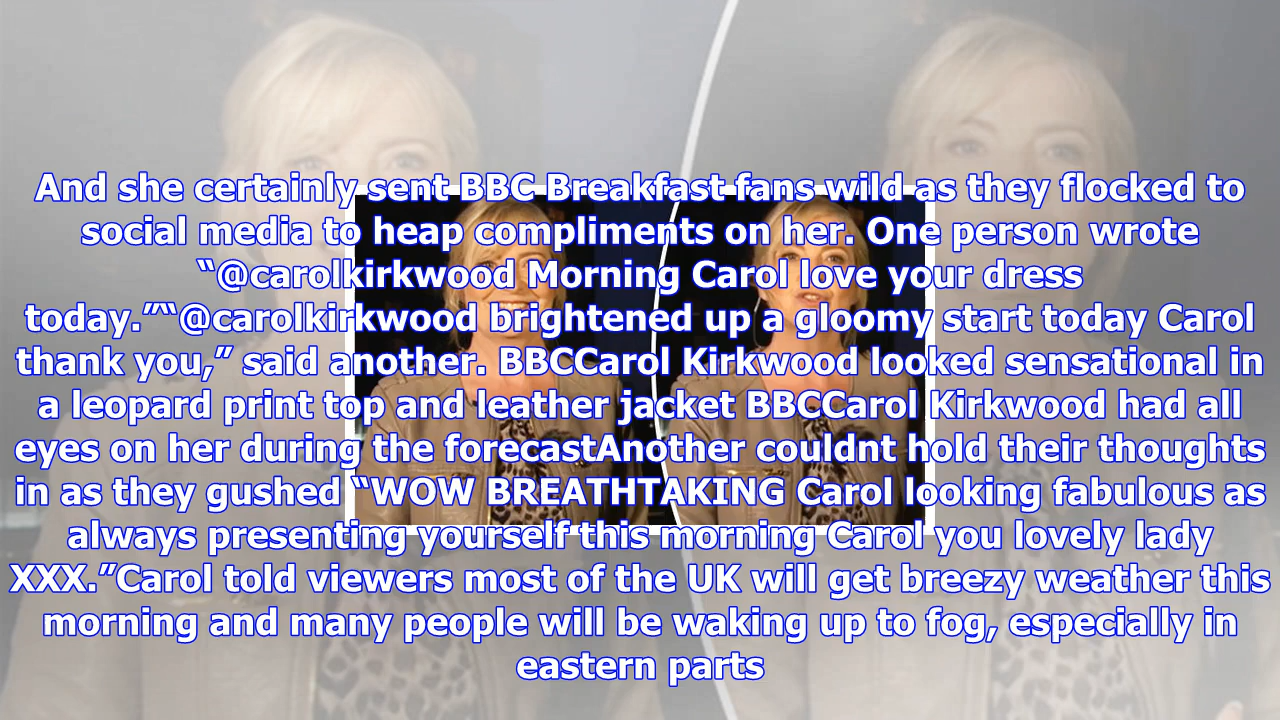 And she certainly sent BBC Breakfast fans wild as they flocked to
social media to heap compliments on her. One person wrote
“@carolkirkwood Morning Carol love your dress
today.”“@carolkirkwood brightened up a gloomy start today Carol
thank you,” said another. BBCCarol Kirkwood looked sensational in
a leopard print top and leather jacket BBCCarol Kirkwood had all
eyes on her during the forecastAnother couldnt hold their thoughts
in as they gushed “WOW BREATHTAKING Carol looking fabulous as
always presenting yourself this morning Carol you lovely lady
XXX.”Carol told viewers most of the UK will get breezy weather this
morning and many people will be waking up to fog, especially in
eastern parts